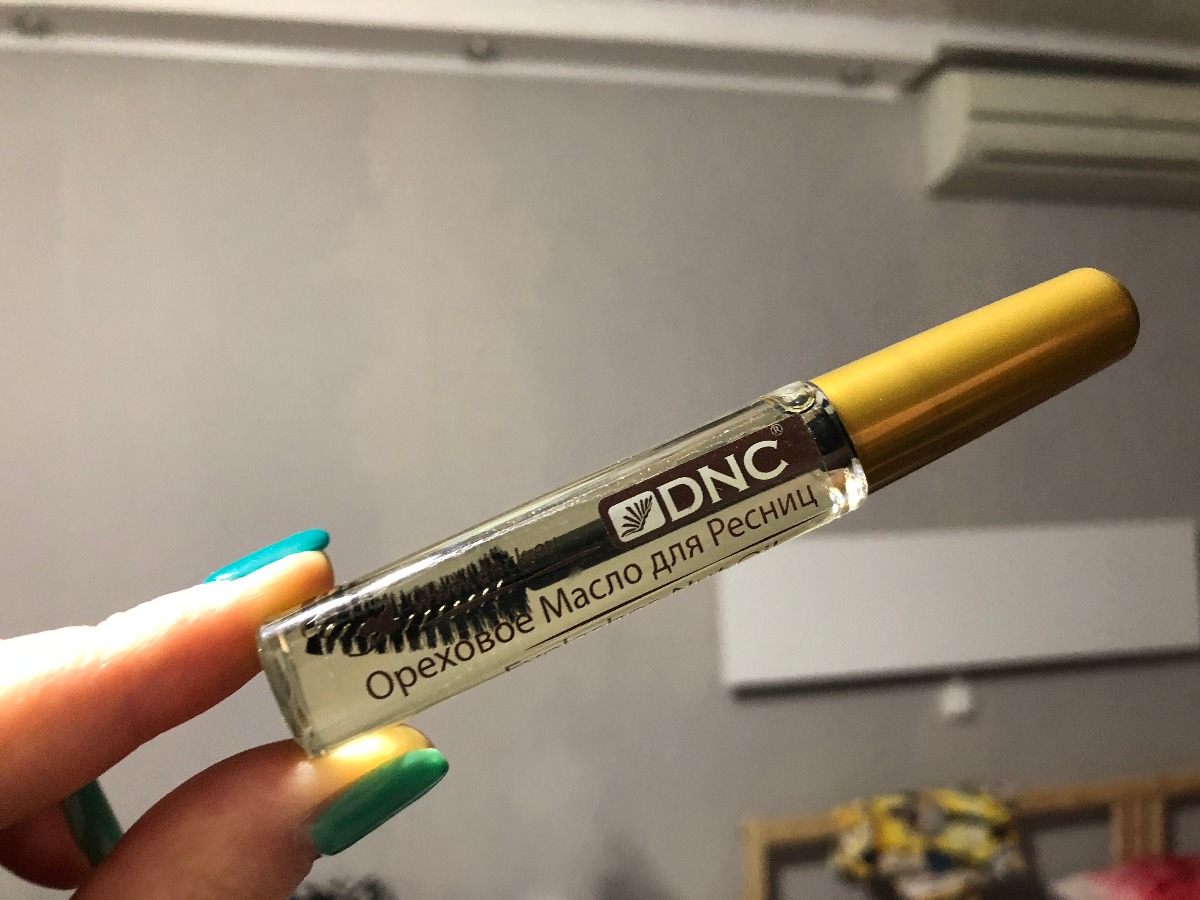 DNC®
Ореховое Масло для Ресниц